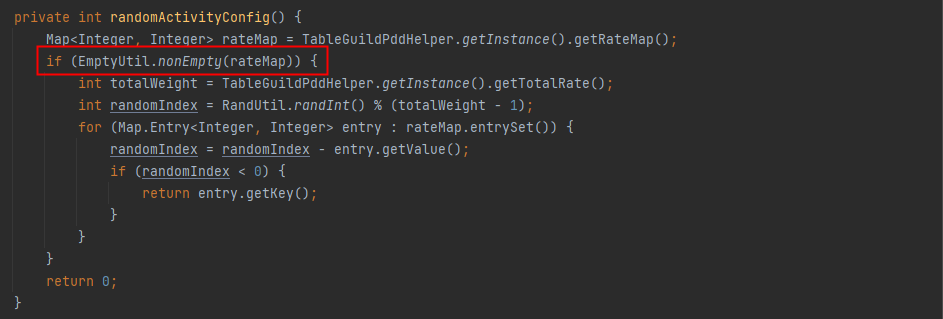 private int randomActivityConfig() {
Map<Integer, Integer> rateMap = TableGuildPddHelper.getInstance().getRateMap();
if (EmptyUtil.nonEmpty(rateMap)) {
int totalWeight = TableGuildPddHelper.getInstance().getTotalRate();
int randomIndex = RandUtil.randInt() % (totalWeight - 1);
for (Map.Entry<Integer, Integer> entry : rateMap.entrySet()) {
randomIndex = randomIndex - entry.getValue();
if (randomIndex < 0) {
return entry.getKey();
}
}
}
return 0;
}